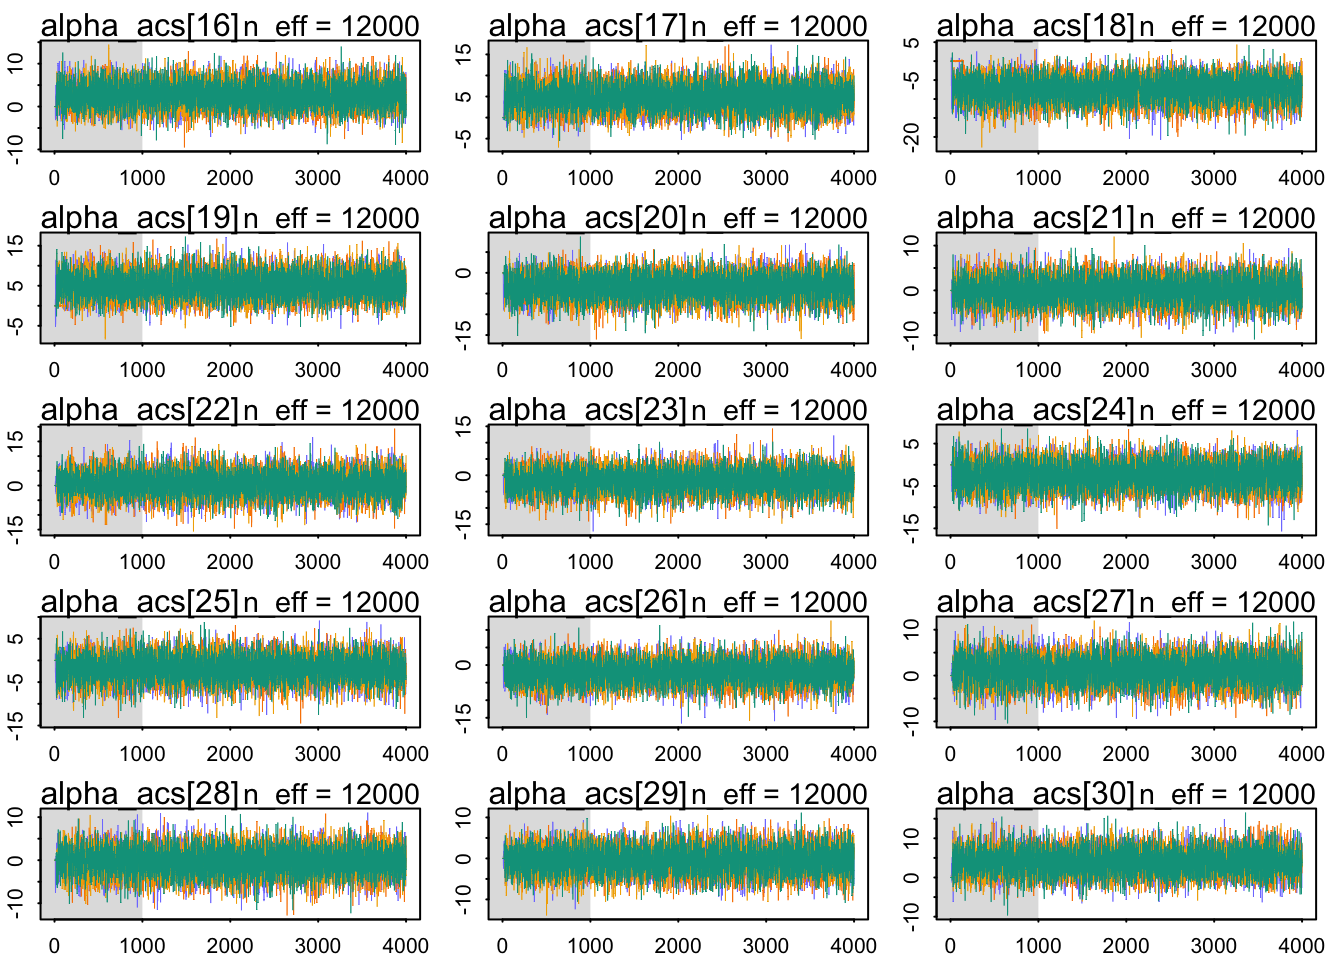 alpha_acs[16] n_eff = 12000 alpha_acs[17] n_eff = 12000 alpha_acs[18] n_eff = 12000
10 0 -10
15 5 -5
5 -5 -20
0 1000 2000 3000 4000 0 1000 2000 3000 4000 0 1000 2000 3000 4000
alpha_acs[19] n_eff = 12000 alpha_acs[20] n_eff = 12000 alpha_acs[21] n_eff = 12000
15 5 -5
0 -15
10 0 -10
0 1000 2000 3000 4000 0 1000 2000 3000 4000 0 1000 2000 3000 4000
alpha_acs[22] n_eff = 12000 alpha_acs[23] n_eff = 12000 alpha_acs[24] n_eff = 12000
15 0 -15
15 0 -15
5 -5 -15
0 1000 2000 3000 4000 0 1000 2000 3000 4000 0 1000 2000 3000 4000
alpha_acs[25] n_eff = 12000 alpha_acs[26] n_eff = 12000 alpha_acs[27] n_eff = 12000
5 -5 -15
0 -15
10 0 -10
0 1000 2000 3000 4000 0 1000 2000 3000 4000 0 1000 2000 3000 4000
alpha_acs[28] n_eff = 12000 alpha_acs[29] n_eff = 12000 alpha_acs[30] n_eff = 12000
10 0 -10
10 0 -10
10 0 -10
0 1000 2000 3000 4000 0 1000 2000 3000 4000 0 1000 2000 3000 4000